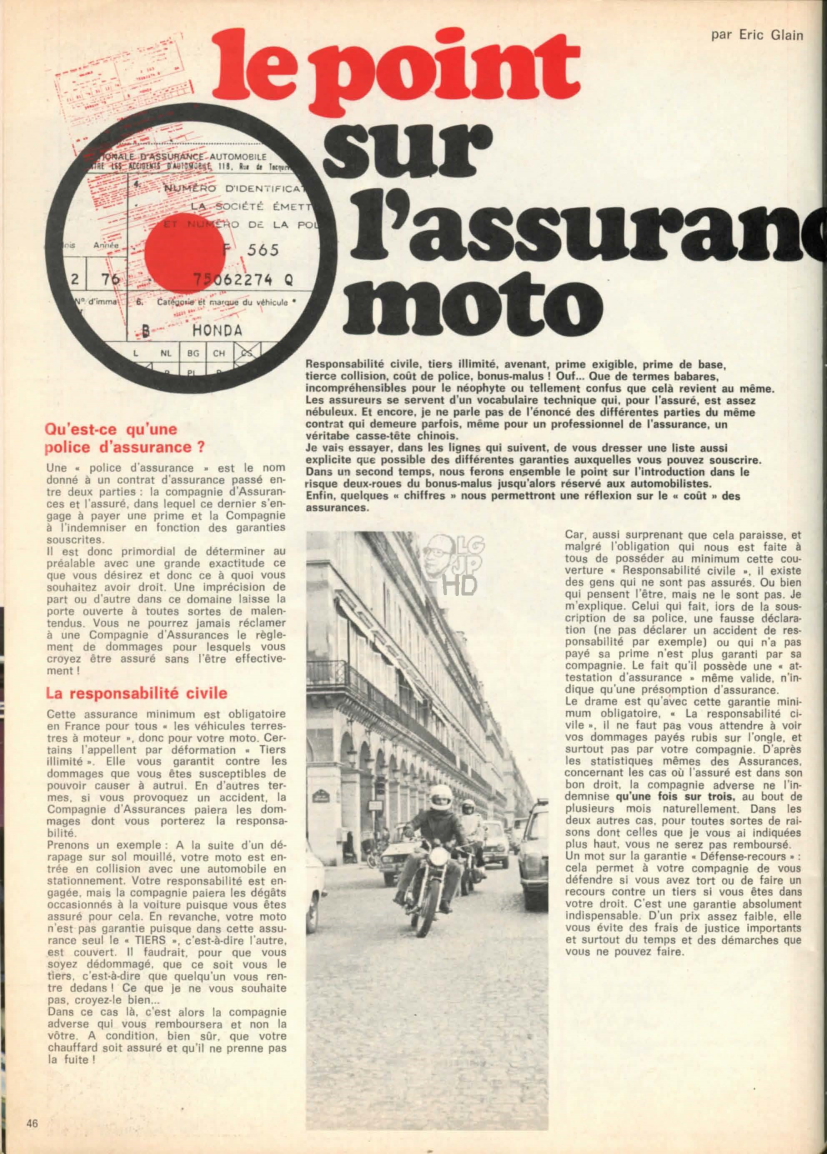 par Eric Glain
le point
sur
l'assuran
moto
NALE D'ASSURANCE AUTOMOBILE
LES ACCIDENTS D'AUTOMOBILE, 118, Rue de
4. NUMÉRO D'IDENTIFICA
LA SOCIÉTÉ ÉMETT
ET NUMÉRO DE LA POL
F 565
Année
2 76 75062274 Q
N° d'imma 6. Catégorie et marque du véhicule *
B HONDA
L NL BG CH
Responsabilité civile, tiers illimité, avenant, prime exigible, prime de base,
tierce collision, coût de police, bonus-malus ! Ouf... Que de termes babares,
incompréhensibles pour le néophyte ou tellement confus que celà revient au même.
Les assureurs se servent d'un vocabulaire technique qui, pour l'assuré, est assez
nébuleux. Et encore, je ne parle pas de l'énoncé des différentes parties du même
contrat qui demeure parfois, même pour un professionnel de l'assurance, un
véritabe casse-tête chinois.
Je vais essayer, dans les lignes qui suivent, de vous dresser une liste aussi
explicite que possible des différentes garanties auxquelles vous pouvez souscrire.
Dans un second temps, nous ferons ensemble le point sur l'introduction dans le
risque deux-roues du bonus-malus jusqu'alors réservé aux automobilistes.
Enfin, quelques « chiffres » nous permettront une réflexion sur le « coût » des
assurances.
Qu'est-ce qu'une
police d'assurance ?
Une « police d'assurance » est le nom
donné à un contrat d'assurance passé en-
tre deux parties : la compagnie d'Assuran-
ces et l'assuré, dans lequel ce dernier s'en-
gage à payer une prime et la Compagnie
à l'indemniser en fonction des garanties
souscrites.
Il est donc primordial de déterminer au
préalable avec une grande exactitude ce
que vous désirez et donc ce à quoi vous
souhaitez avoir droit. Une imprécision de
part ou d'autre dans ce domaine laisse la
porte ouverte à toutes sortes de malen-
tendus. Vous ne pourrez jamais réclamer
à une Compagnie d'Assurances le règle-
ment de dommages pour lesquels vous
croyez être assuré sans l'être effective-
ment !
La responsabilité civile
Cette assurance minimum est obligatoire
en France pour tous « les véhicules terres-
tres à moteur », donc pour votre moto. Cer-
tains l'appellent par déformation « Tiers
illimité ». Elle vous garantit contre les
dommages que vous êtes susceptibles de
pouvoir causer à autrui. En d'autres ter-
mes, si vous provoquez un accident, la
Compagnie d'Assurances paiera les dom-
mages dont vous porterez la responsa-
bilité.
Prenons un exemple : A la suite d'un dé-
rapage sur sol mouillé, votre moto est en-
trée en collision avec une automobile en
stationnement. Votre responsabilité est en-
gagée, mais la compagnie paiera les dégâts
occasionnés à la voiture puisque vous êtes
assuré pour cela. En revanche, votre moto
n'est pas garantie puisque dans cette assu-
rance seul le « TIERS », c'est-à-dire l'autre,
est couvert. Il faudrait, pour que vous
soyez dédommagé, que ce soit vous le
tiers, c'est-à-dire que quelqu'un vous ren-
tre dedans ! Ce que je ne vous souhaite
pas, croyez-le bien...
Dans ce cas là, c'est alors la compagnie
adverse qui vous remboursera et non la
vôtre. A condition, bien sûr, que votre
chauffard soit assuré et qu'il ne prenne pas
la fuite !
LG
JP
HD
Car, aussi surprenant que cela paraisse, et
malgré l'obligation qui nous est faite à
tous de posséder au minimum cette cou-
verture « Responsabilité civile », il existe
des gens qui ne sont pas assurés. Ou bien
qui pensent l'être, mais ne le sont pas. Je
m'explique. Celui qui fait, lors de la sous-
cription de sa police, une fausse déclara-
tion (ne pas déclarer un accident de res-
ponsabilité par exemple) ou qui n'a pas
payé sa prime n'est plus garanti par sa
compagnie. Le fait qu'il possède une « at-
testation d'assurance » même valide, n'in-
dique qu'une présomption d'assurance.
Le drame est qu'avec cette garantie mini-
mum obligatoire, « La responsabilité ci-
vile », il ne faut pas vous attendre à voir
vos dommages payés rubis sur l'ongle, et
surtout pas par votre compagnie. D'après
les statistiques mêmes des Assurances,
concernant les cas où l'assuré est dans son
bon droit, la compagnie adverse ne l'in-
demnise qu'une fois sur trois, au bout de
plusieurs mois naturellement. Dans les
deux autres cas, pour toutes sortes de rai-
sons dont celles que je vous ai indiquées
plus haut, vous ne serez pas remboursé.
Un mot sur la garantie « Défense-recours » :
cela permet à votre compagnie de vous
défendre si vous avez tort ou de faire un
recours contre un tiers si vous êtes dans
votre droit. C'est une garantie absolument
indispensable. D'un prix assez faible, elle
vous évite des frais de justice importants
et surtout du temps et des démarches que
vous ne pouvez faire.
46